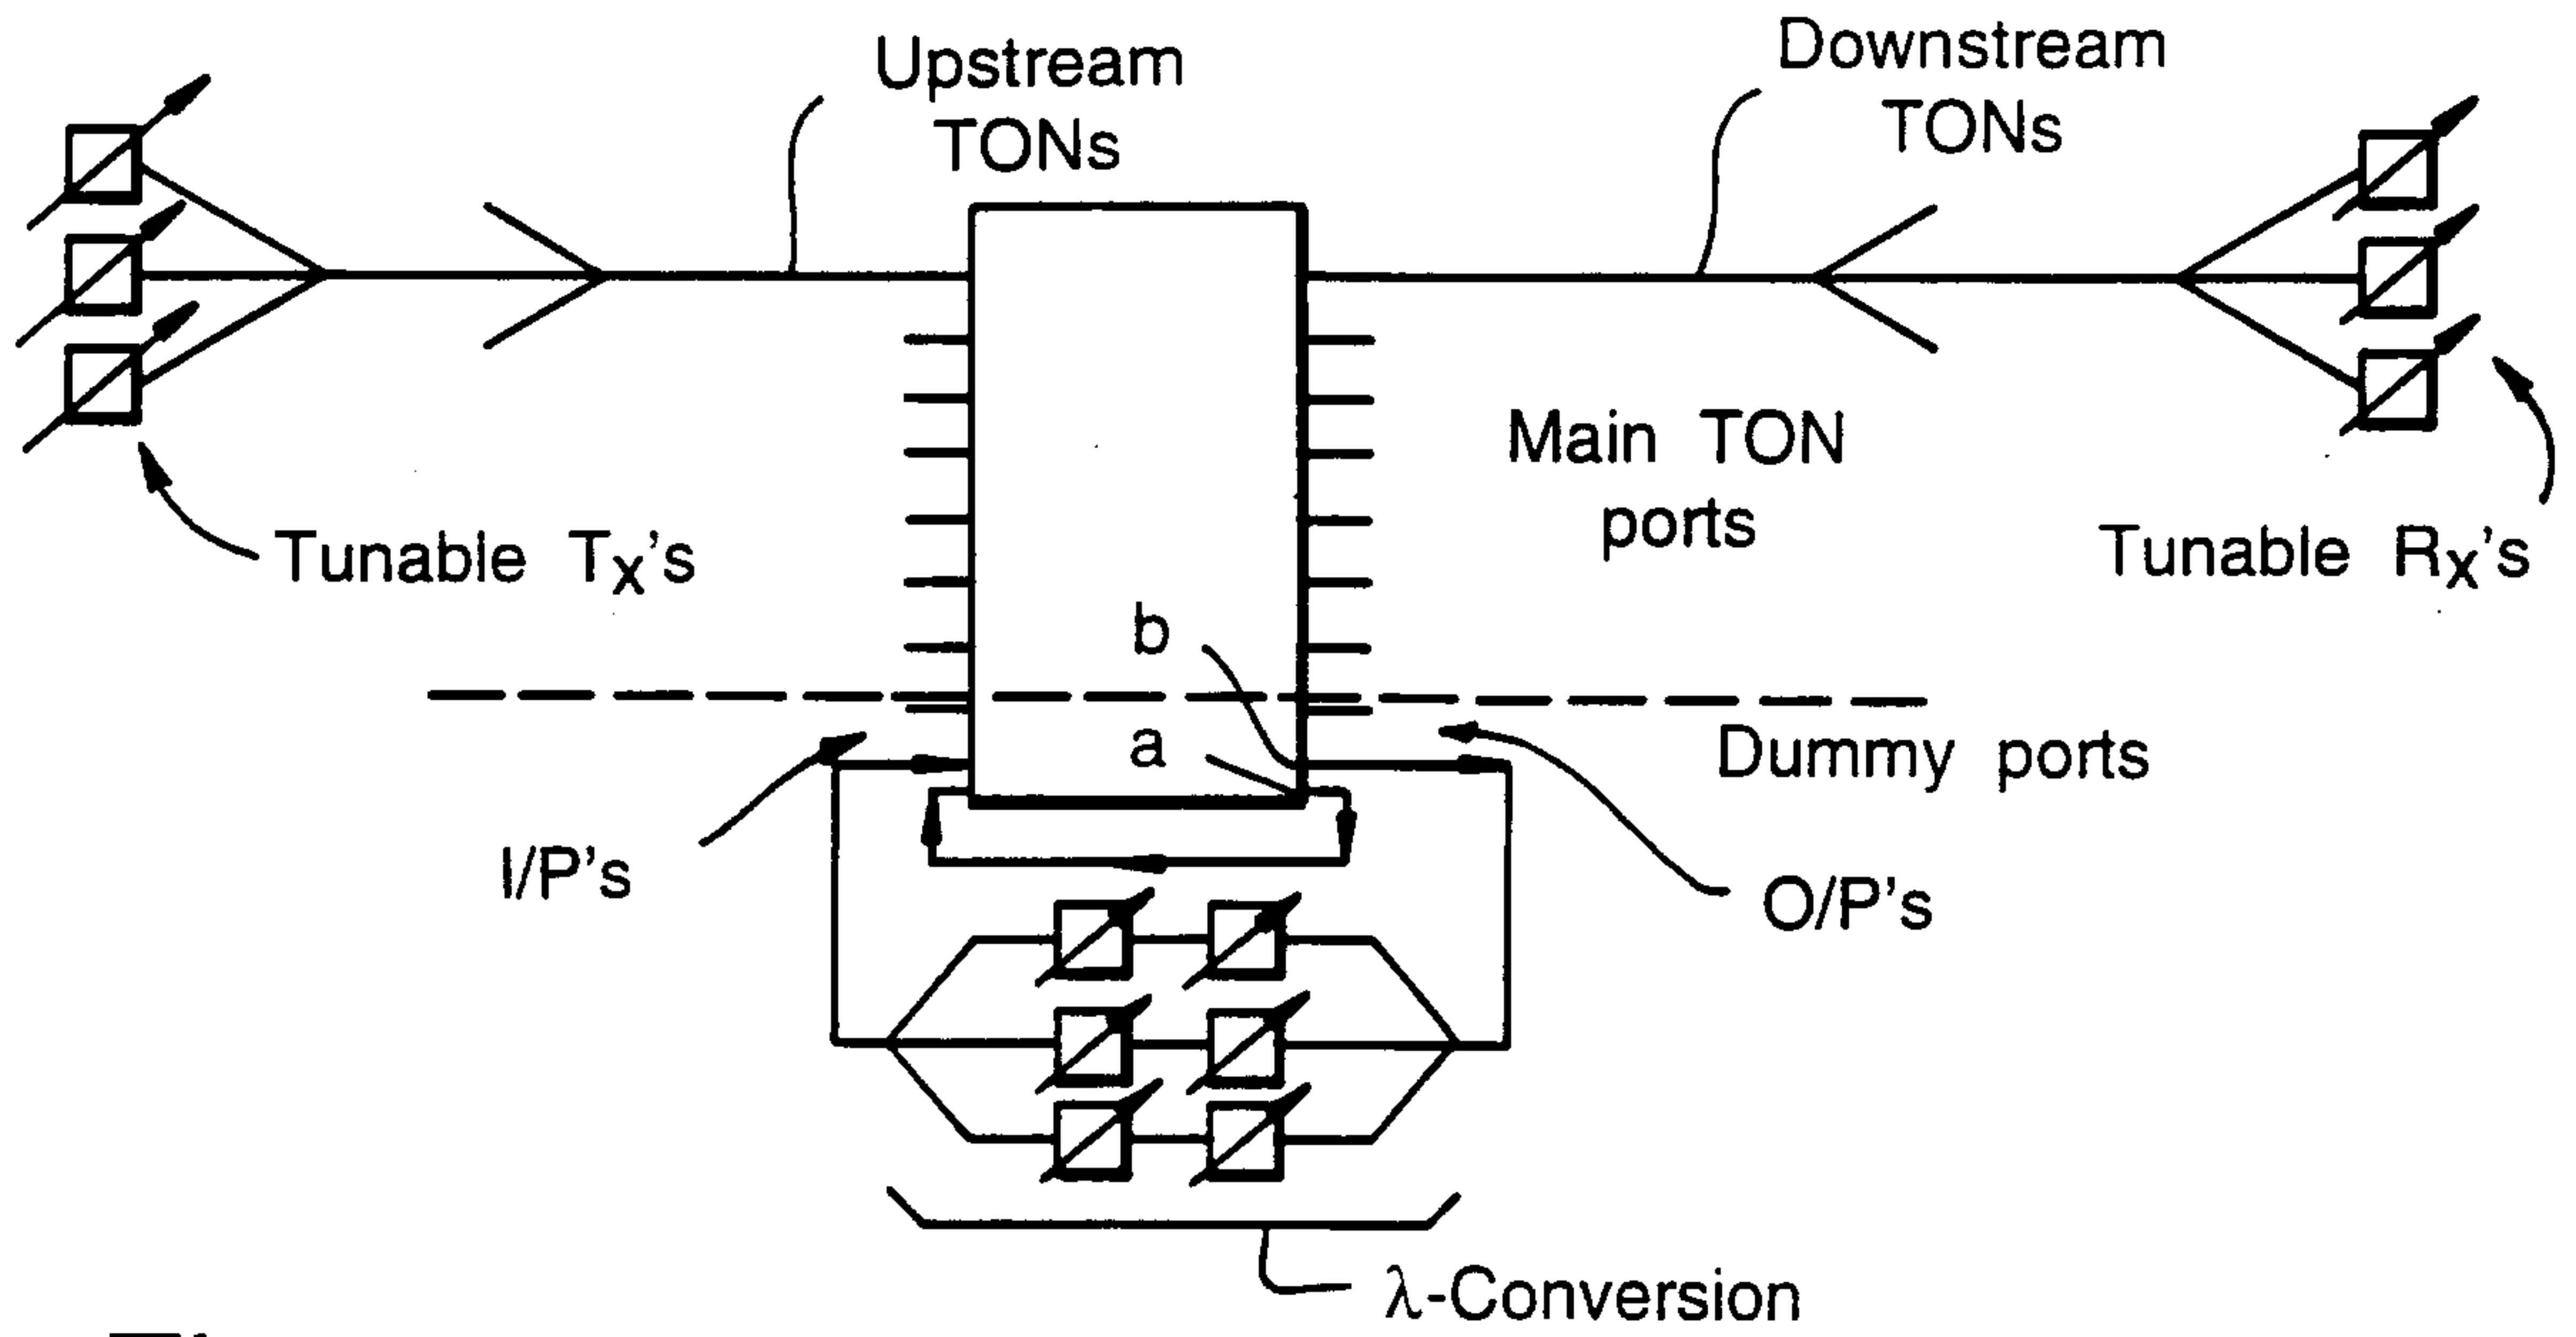 Upstream
TONs
Downstream
TONs
Main TON
ports
Tunable Tx's
Tunable Rx's
b
a
Dummy ports
I/P's
O/P's
λ-Conversion